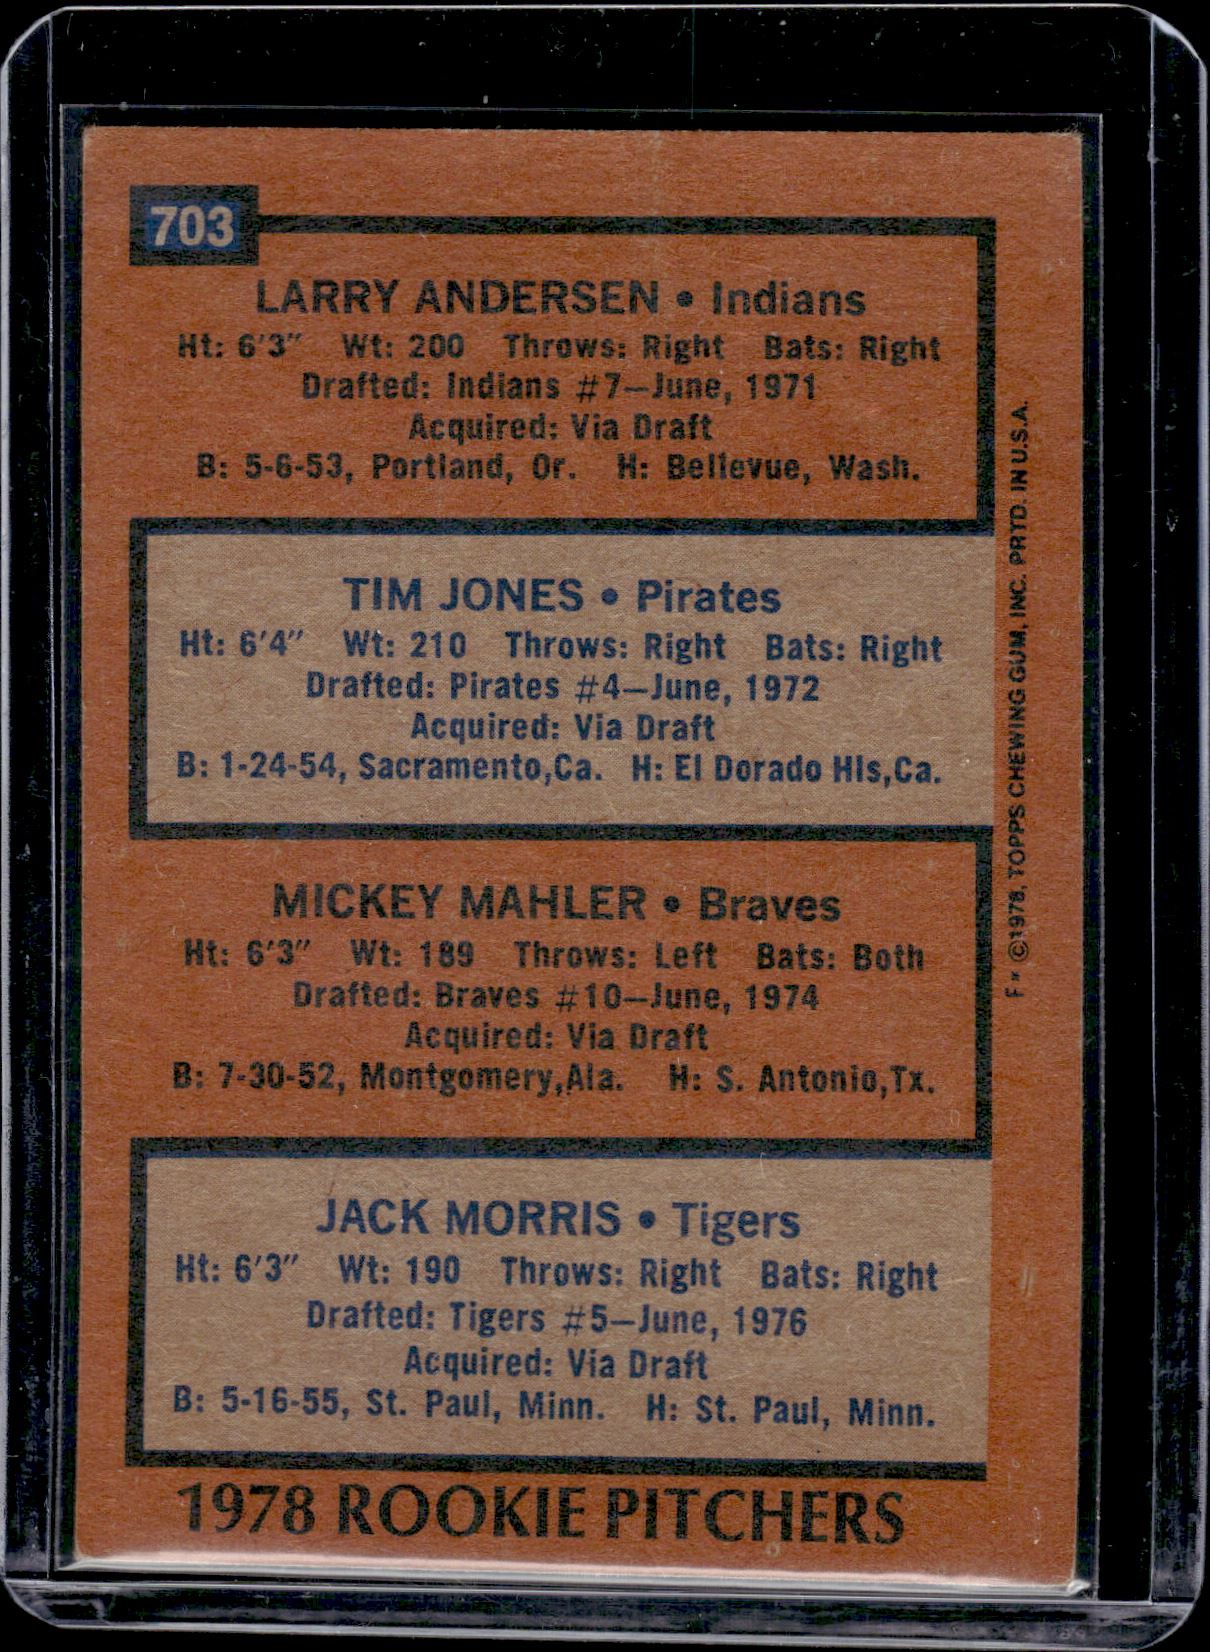 703
LARRY ANDERSEN • Indians
Ht: 6'3" Wt: 200 Throws: Right Bats: Right
Drafted: Indians #7—June, 1971
Acquired: Via Draft
B: 5-6-53, Portland, Or. H: Bellevue, Wash.
TIM JONES • Pirates
Ht: 6'4" Wt: 210 Throws: Right Bats: Right
Drafted: Pirates #4—June, 1972
Acquired: Via Draft
B: 1-24-54, Sacramento,Ca. H: El Dorado Hls,Ca.
MICKEY MAHLER • Braves
Ht: 6'3" Wt: 189 Throws: Left Bats: Both
Drafted: Braves #10—June, 1974
Acquired: Via Draft
B: 7-30-52, Montgomery,Ala. H: S. Antonio,Tx.
JACK MORRIS • Tigers
Ht: 6'3" Wt: 190 Throws: Right Bats: Right
Drafted: Tigers #5—June, 1976
Acquired: Via Draft
B: 5-16-55, St. Paul, Minn. H: St. Paul, Minn.
1978 ROOKIE PITCHERS
F* ©1978, TOPPS CHEWING GUM, INC. PRTD. IN U.S.A.